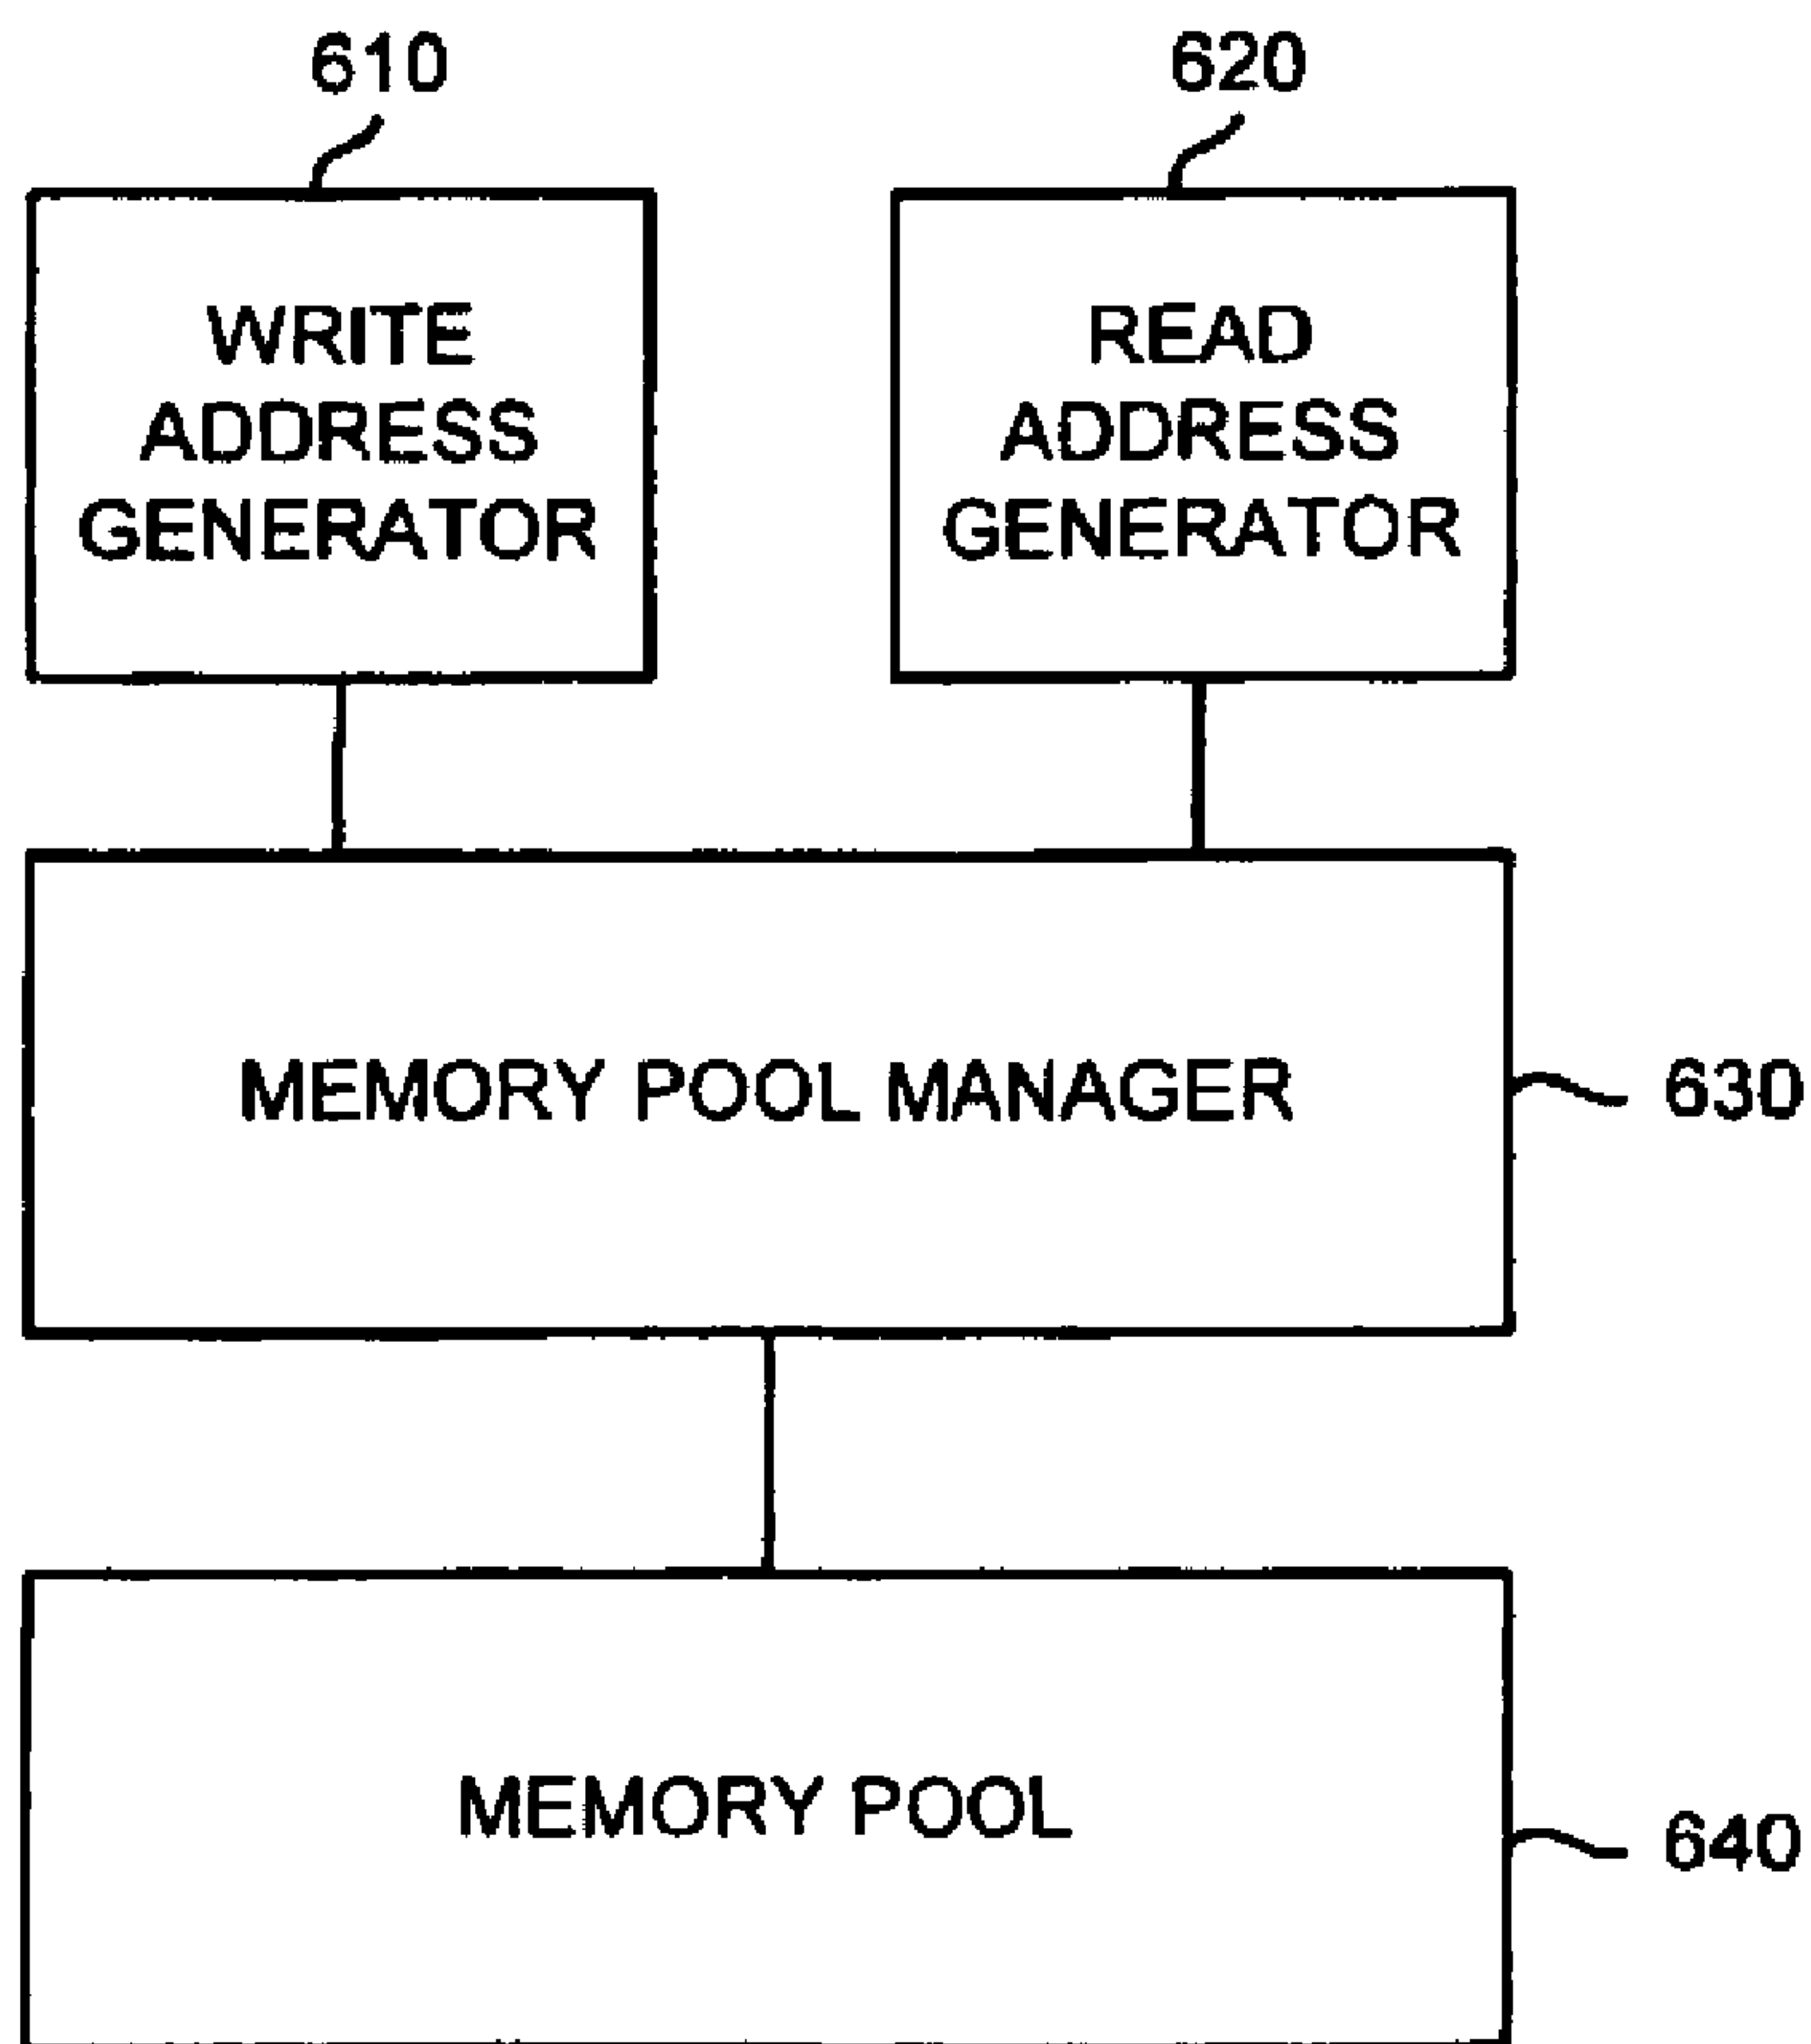 610
620
WRITE
ADDRESS
GENERATOR
READ
ADDRESS
GENERATOR
MEMORY POOL MANAGER
630
MEMORY POOL
640